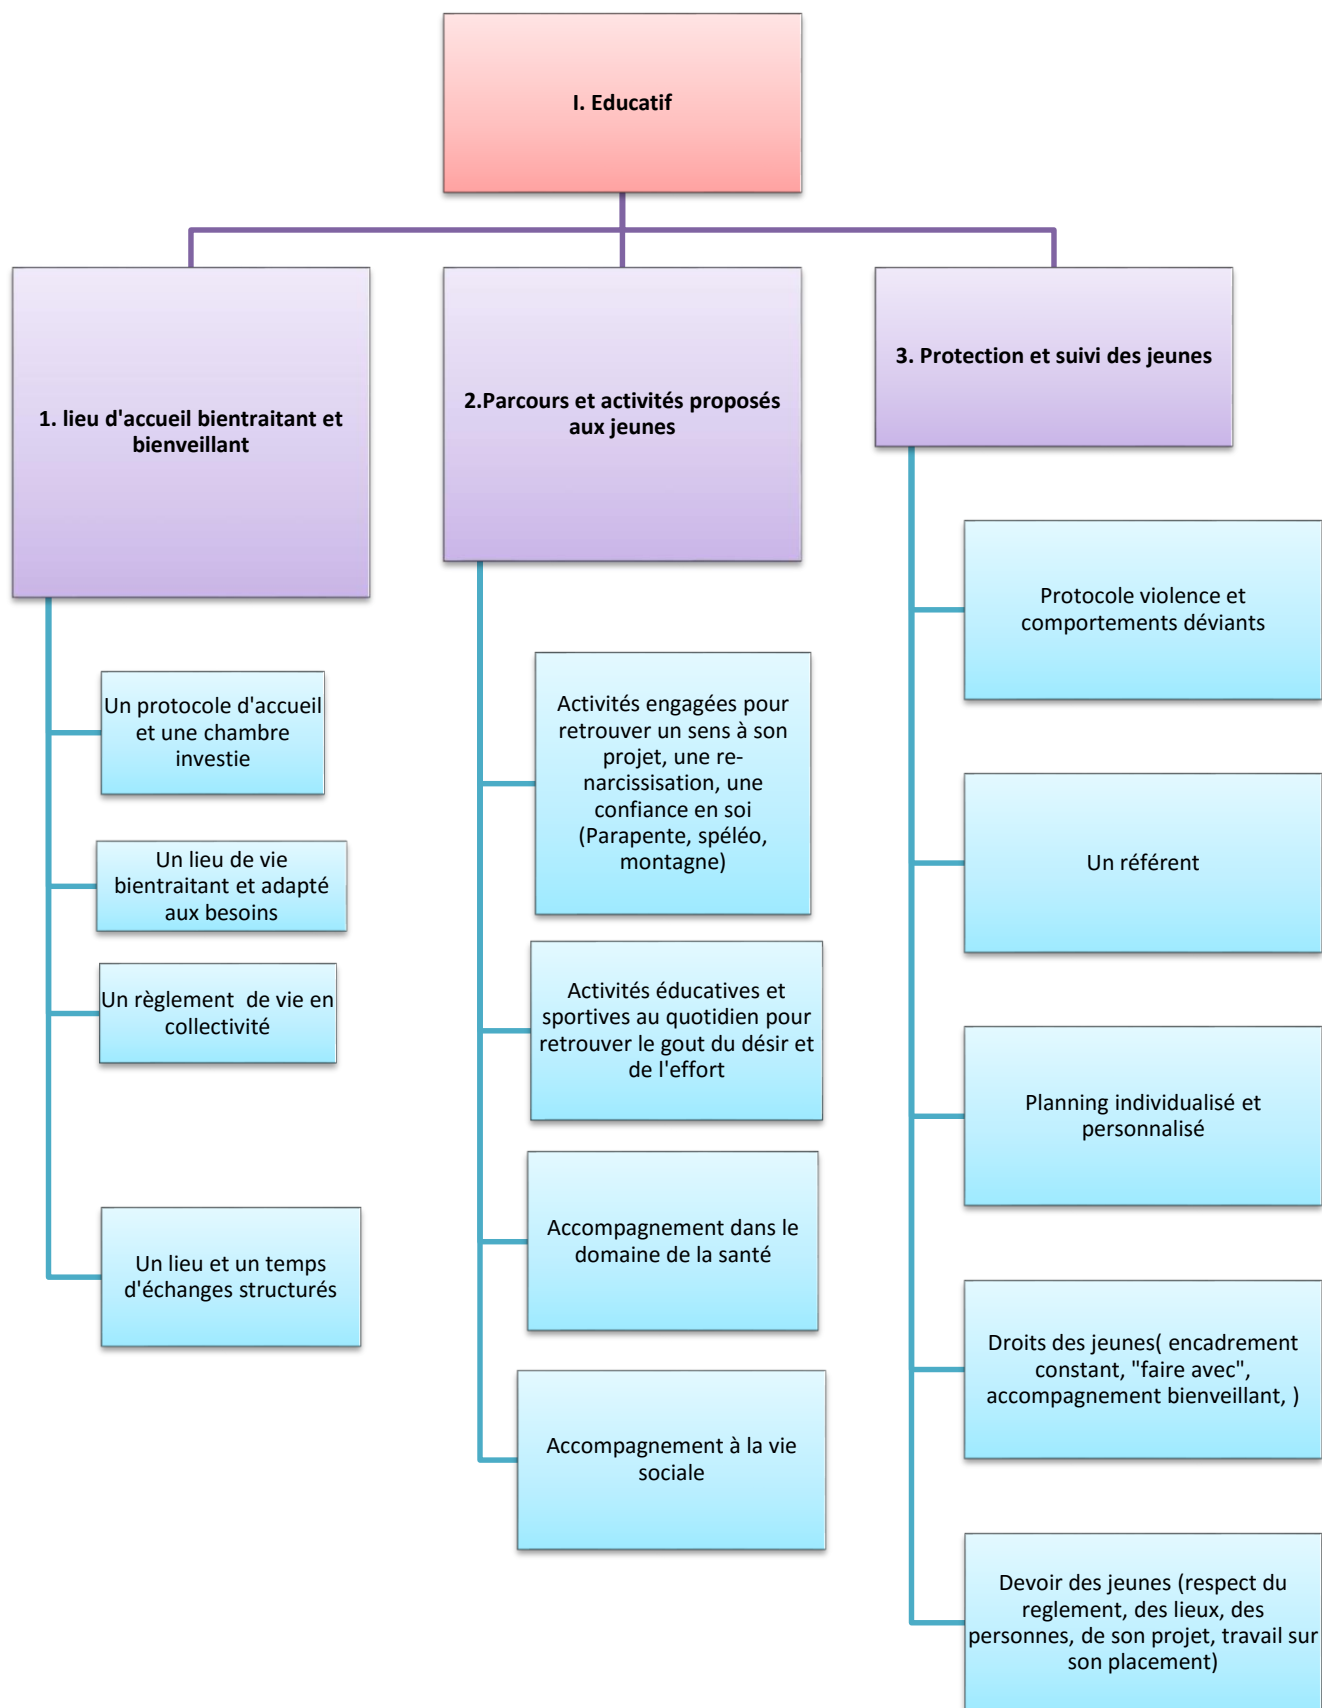 I. Educatif
1. lieu d'accueil bientraitant et
bienveillant
Un protocole d'accueil
et une chambre
investie
Un lieu de vie
bientraitant et adapté
aux besoins
Un règlement  de vie en
collectivité
Un lieu et un temps
d'échanges structurés
2.Parcours et activités proposés
aux jeunes
Activités engagées pour
retrouver un sens à son
projet, une re-
narcissisation, une
confiance en soi
(Parapente, spéléo,
montagne)
Activités éducatives et
sportives au quotidien pour
retrouver le gout du désir et
de l'effort
Accompagnement dans le
domaine de la santé
Accompagnement à la vie
sociale
3. Protection et suivi des jeunes
Protocole violence et
comportements déviants
Un référent
Planning individualisé et
personnalisé
Droits des jeunes( encadrement
constant, "faire avec",
accompagnement bienveillant, )
Devoir des jeunes (respect du
reglement, des lieux, des
personnes, de son projet, travail sur
son placement)